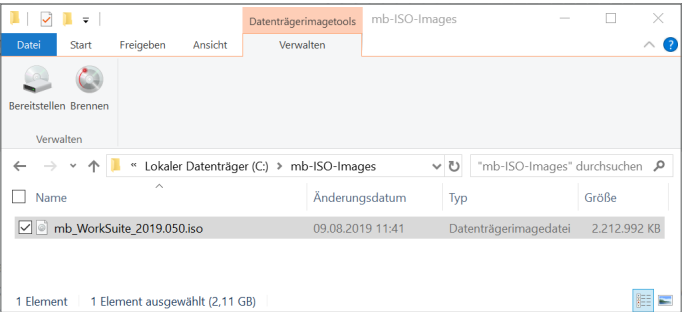 Datenträgerimagetools mb-ISO-Images
Datei Start Freigeben Ansicht Verwalten ?
Bereitstellen Brennen
Verwalten
« Lokaler Datenträger (C:) > mb-ISO-Images "mb-ISO-Images" durchsuchen
Name Änderungsdatum Typ Größe
mb_WorkSuite_2019.050.iso 09.08.2019 11:41 Datenträgerimagedatei 2.212.992 KB
1 Element 1 Element ausgewählt (2,11 GB)